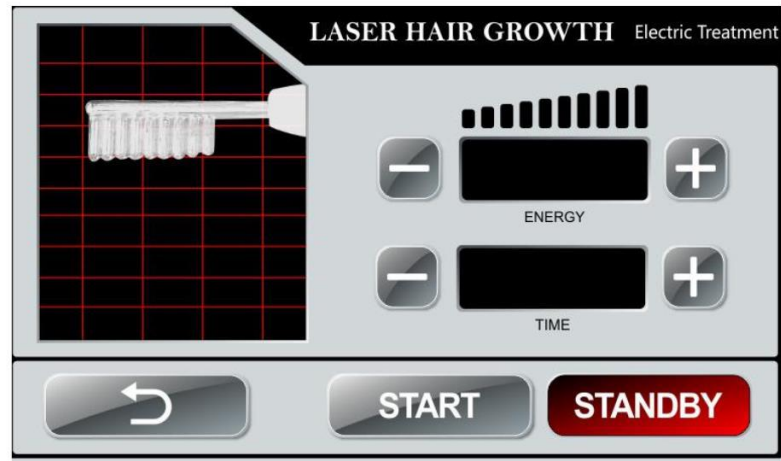 LASER HAIR GROWTH Electric Treatment
ENERGY
TIME
START STANDBY